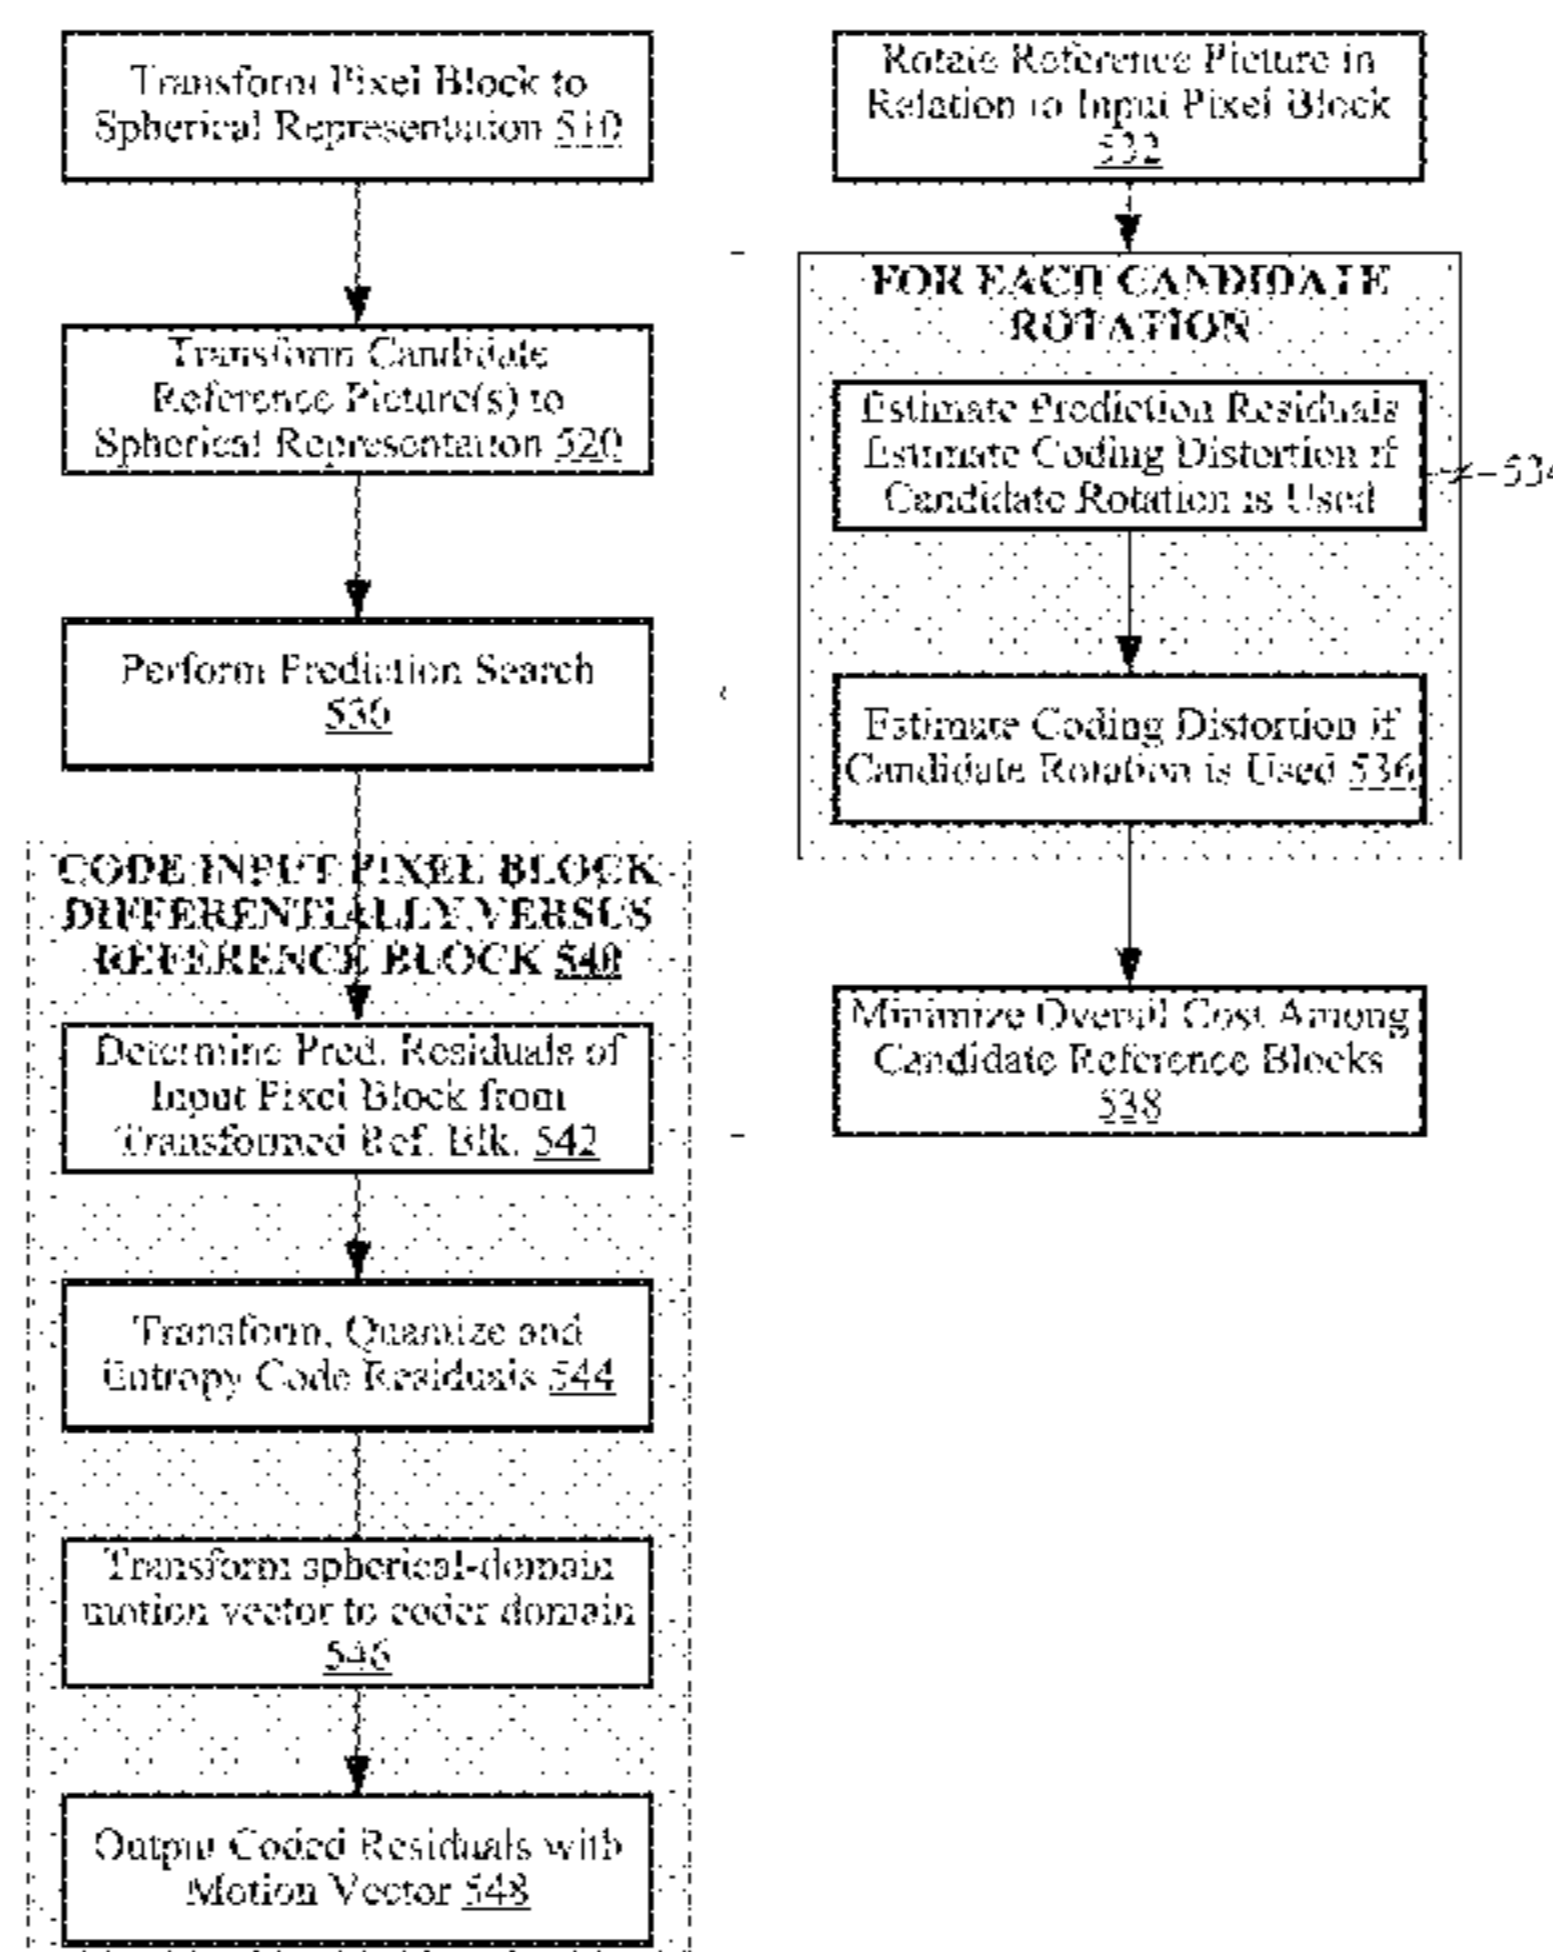 Transform Pixel Block to
Spherical Representation 510
Transform Candidate
Reference Picture(s) to
Spherical Representation 520
Perform Prediction Search
530
CODE INPUT PIXEL BLOCK
DIFFERENTIALLY VERSUS
REFERENCE BLOCK 540
Determine Pred. Residuals of
Input Pixel Block from
Transformed Ref. Blk. 542
Transform, Quantize and
Entropy Code Residuals 544
Transform spherical-domain
motion vector to coder domain
546
Output Coded Residuals with
Motion Vector 548
Rotate Reference Picture in
Relation to Input Pixel Block
532
FOR EACH CANDIDATE
ROTATION
Estimate Prediction Residuals
Estimate Coding Distortion if
Candidate Rotation is Used
534
Estimate Coding Distortion if
Candidate Rotation is Used 536
Minimize Overall Cost Among
Candidate Reference Blocks
538